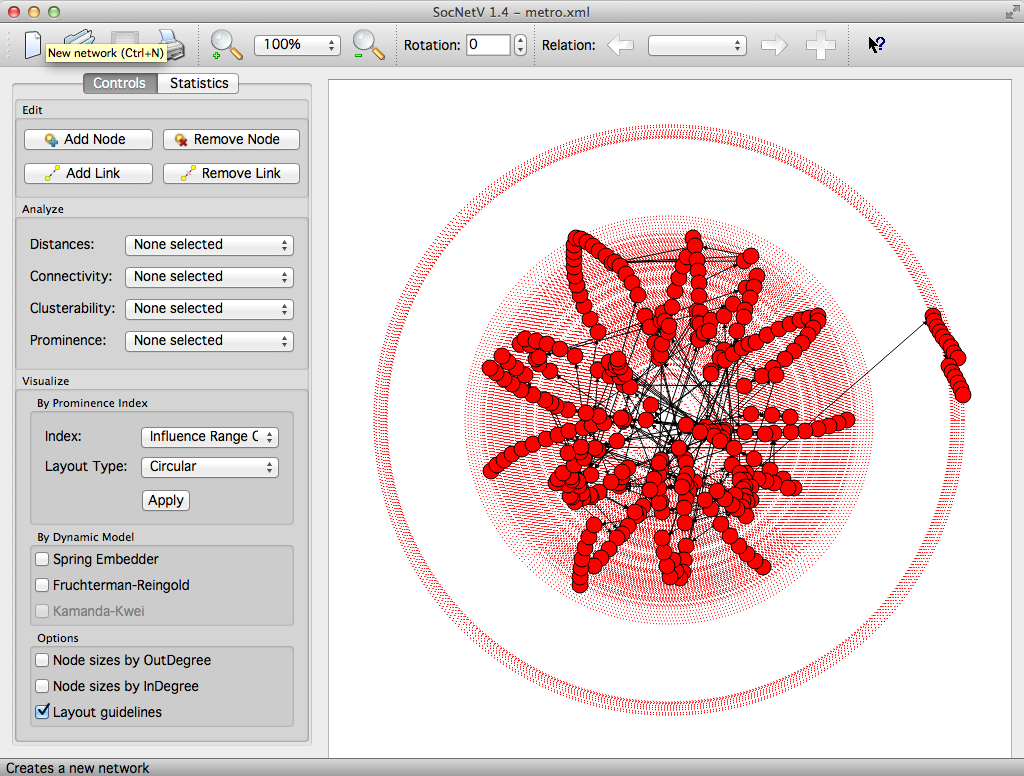 SocNetV 1.4 – metro.xml
New network (Ctrl+N)
100%
Rotation: 0
Relation:
Controls
Statistics
Edit
Add Node
Remove Node
Add Link
Remove Link
Analyze
Distances: None selected
Connectivity: None selected
Clusterability: None selected
Prominence: None selected
Visualize
By Prominence Index
Index: Influence Range C
Layout Type: Circular
Apply
By Dynamic Model
Spring Embedder
Fruchterman-Reingold
Kamanda-Kwei
Options
Node sizes by OutDegree
Node sizes by InDegree
Layout guidelines
Creates a new network